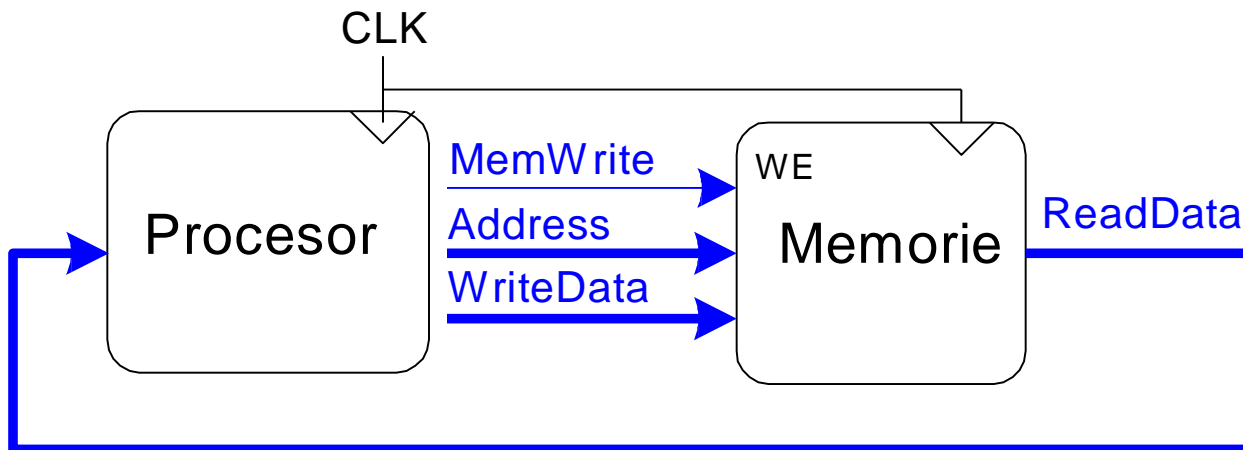 CLK
MemWrite
WE
Procesor
Address
Memorie
ReadData
WriteData